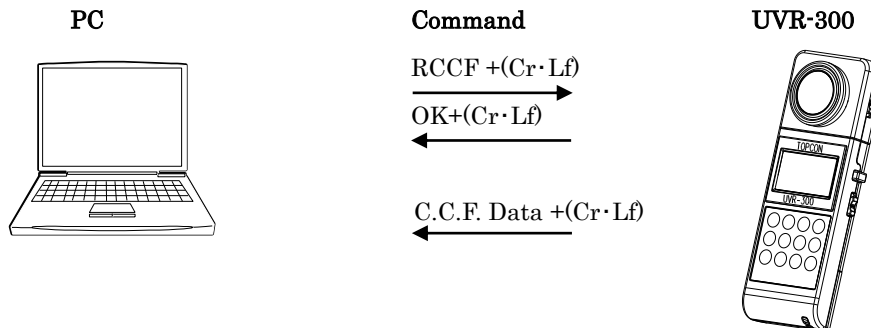 PC Command UVR-300
RCCF +(Cr･Lf)
OK+(Cr･Lf)
TOPCON
UVR-300
C.C.F. Data +(Cr･Lf)